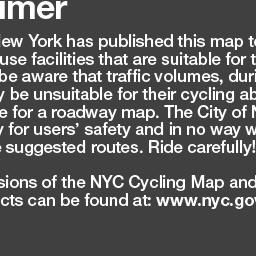 imer
New York has published this map to
use facilities that are suitable for t
be aware that traffic volumes, duri
y be unsuitable for their cycling ab
e for a roadway map. The City of N
y for users' safety and in no way w
e suggested routes. Ride carefully!
sions of the NYC Cycling Map and
cts can be found at: www.nyc.gov